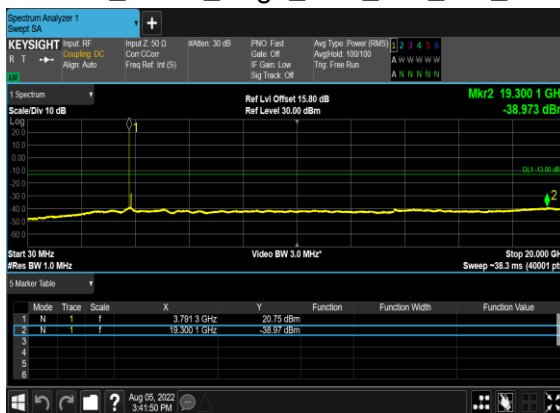 Spectrum Analyzer 1
Swept SA
KEYSIGHT Input: RF Input Z: 50 Ω #Atten: 30 dB PNO: Fast Avg Type: Power (RMS) 1 2 3 4 5 6
R T Coupling: DC Corr CCorr Gate: Off Avg|Hold: 100/100 A W W W W W
Align: Auto Freq Ref: Int (S) IF Gain: Low Trig: Free Run A N N N N N
LU Sig Track: Off
1 Spectrum Ref Lvl Offset 15.80 dB Mkr2 19.300 1 GH
Scale/Div 10 dB Ref Level 30.00 dBm -38.973 dBr
Log
20.0 1
10.0
0.00
-10.0 DL1 -13.00 dB
-20.0
-30.0 2
-40.0
-50.0
-60.0
Start 30 MHz Video BW 3.0 MHz* Stop 20.000 GH
#Res BW 1.0 MHz Sweep ~38.3 ms (40001 pt
5 Marker Table
Mode Trace Scale X Y Function Function Width Function Value
1 N 1 f 3.791 3 GHz 20.75 dBm
2 N 1 f 19.300 1 GHz -38.97 dBm
3
4
5
6
? Aug 05, 2022
3:41:50 PM